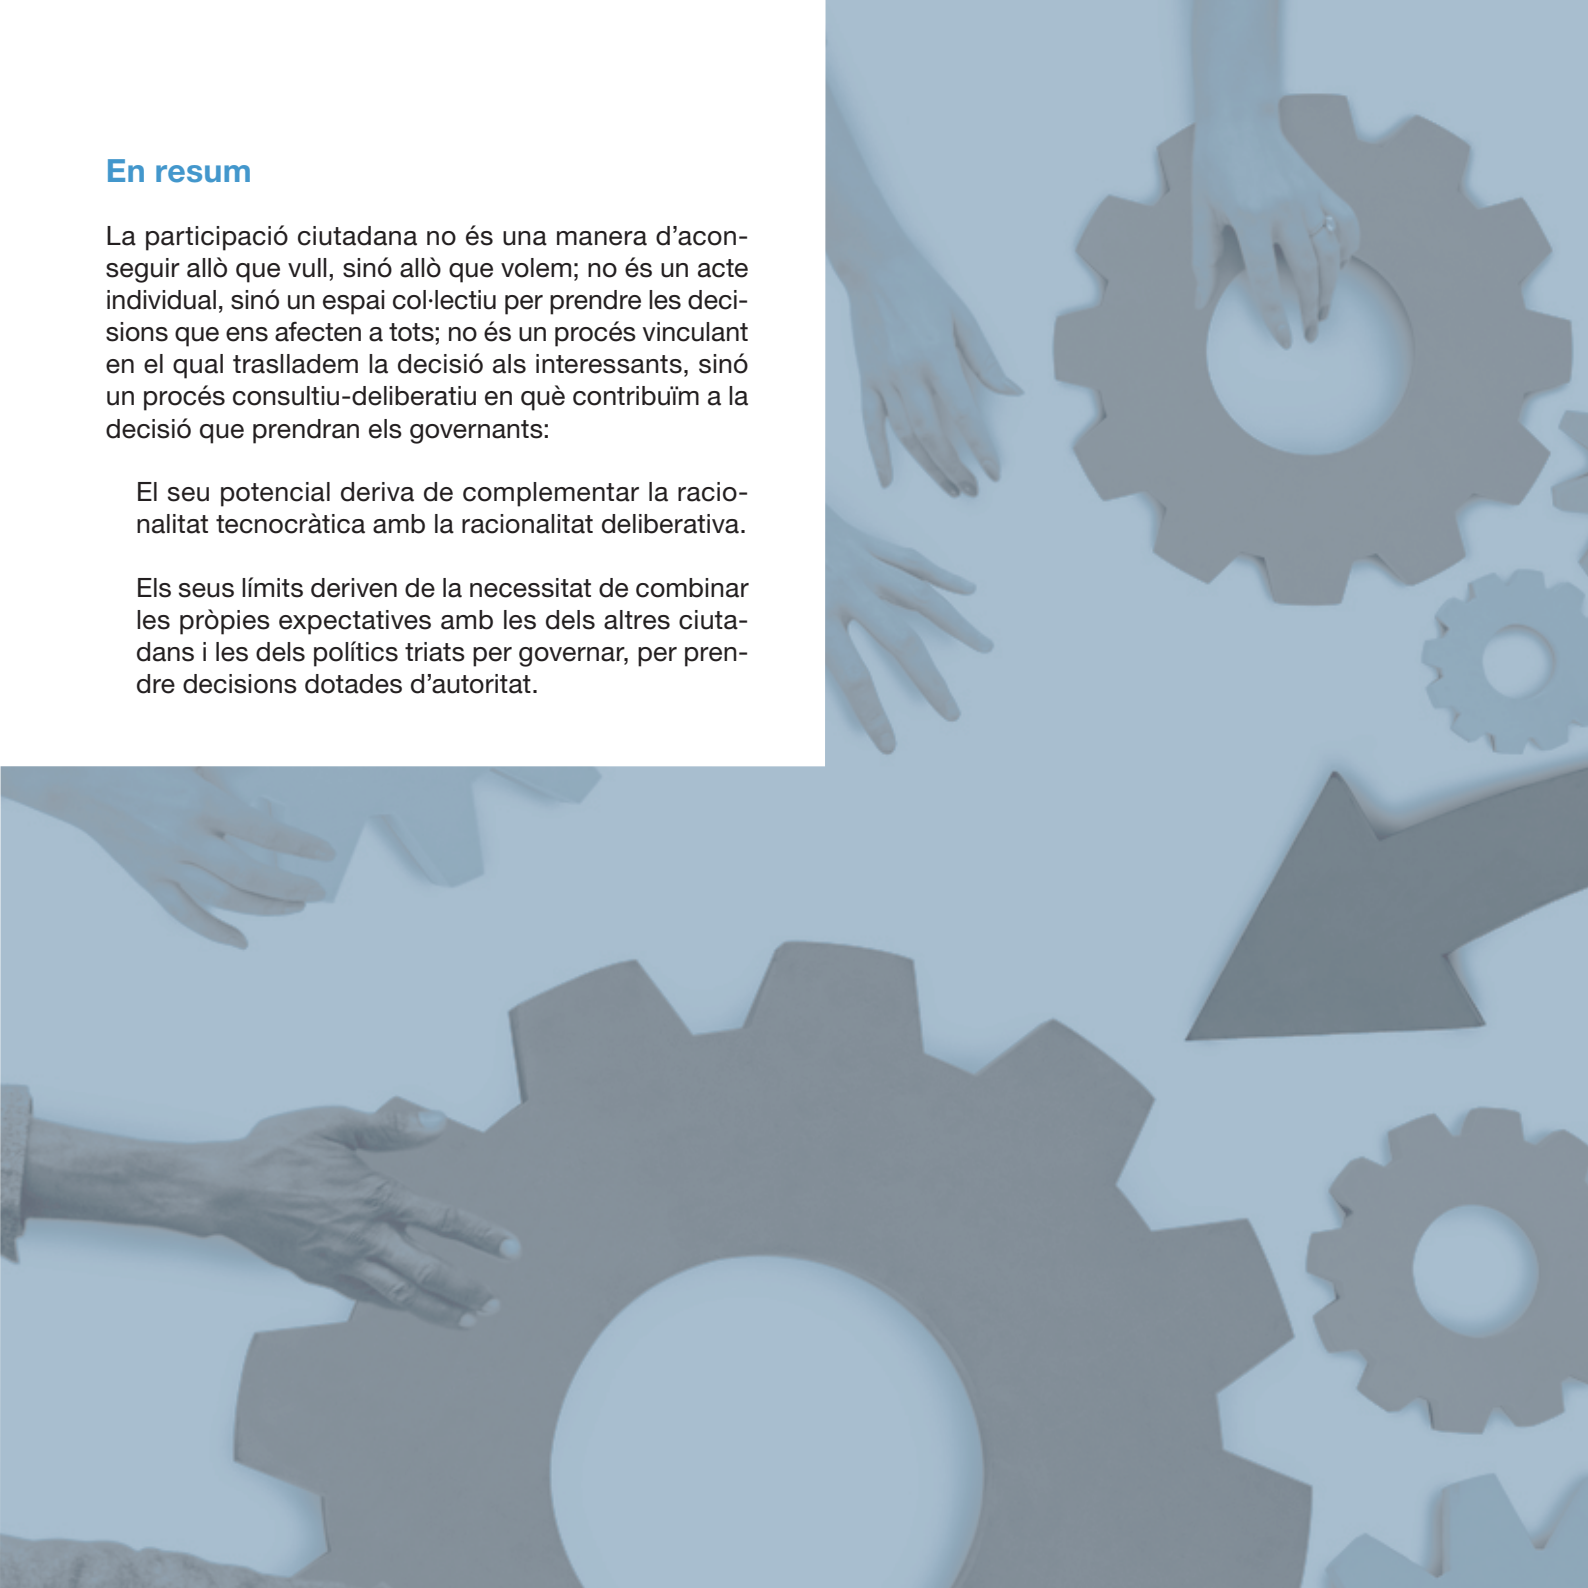 En resum
La participació ciutadana no és una manera d’acon-
seguir allò que vull, sinó allò que volem; no és un acte
individual, sinó un espai col·lectiu per prendre les deci-
sions que ens afecten a tots; no és un procés vinculant
en el qual traslladem la decisió als interessants, sinó
un procés consultiu-deliberatiu en què contribuïm a la
decisió que prendran els governants:
El seu potencial deriva de complementar la racio-
nalitat tecnocràtica amb la racionalitat deliberativa.
Els seus límits deriven de la necessitat de combinar
les pròpies expectatives amb les dels altres ciuta-
dans i les dels polítics triats per governar, per pren-
dre decisions dotades d’autoritat.